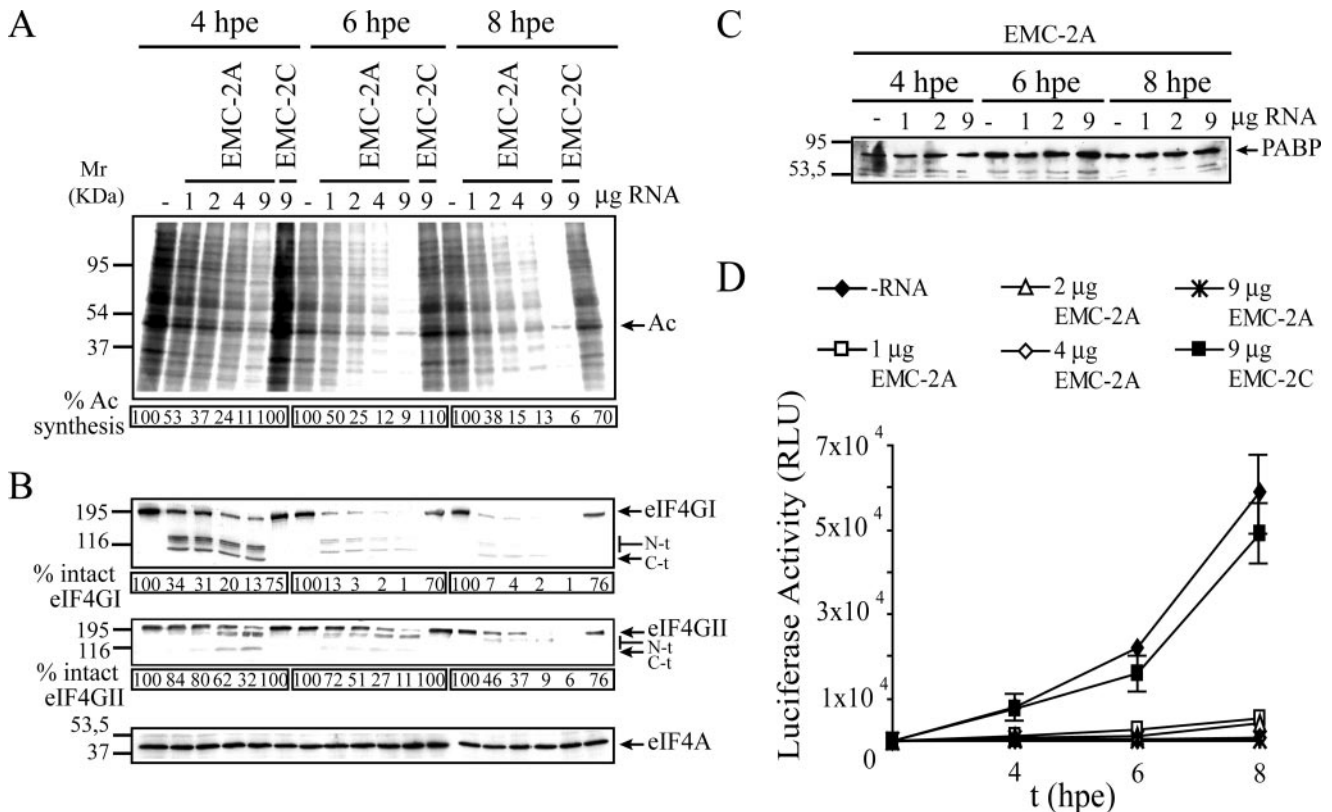 A
4 hpe 6 hpe 8 hpe
EMC-2A EMC-2C EMC-2A EMC-2C EMC-2A EMC-2C
Mr
(KDa)
- 1 2 4 9 9 - 1 2 4 9 9 - 1 2 4 9 9 µg RNA
95
54
37
Ac
% Ac
synthesis
100 53 37 24 11 100 100 50 25 12 9 110 100 38 15 13 6 70
B
195
116
eIF4GI
N-t
C-t
% intact
eIF4GI
100 34 31 20 13 75 100 13 3 2 1 70 100 7 4 2 1 76
195
116
eIF4GII
N-t
C-t
% intact
eIF4GII
100 84 80 62 32 100 100 72 51 27 11 100 100 46 37 9 6 76
53,5
37
eIF4A
C
EMC-2A
4 hpe 6 hpe 8 hpe
- 1 2 9 - 1 2 9 - 1 2 9 µg RNA
95
53,5
PABP
D
-RNA
2 µg
EMC-2A
9 µg
EMC-2A
1 µg
EMC-2A
4 µg
EMC-2A
9 µg
EMC-2C
Luciferase Activity (RLU)
7x10 4
5x10 4
3x10 4
1x10 4
0
4 6 8
t (hpe)